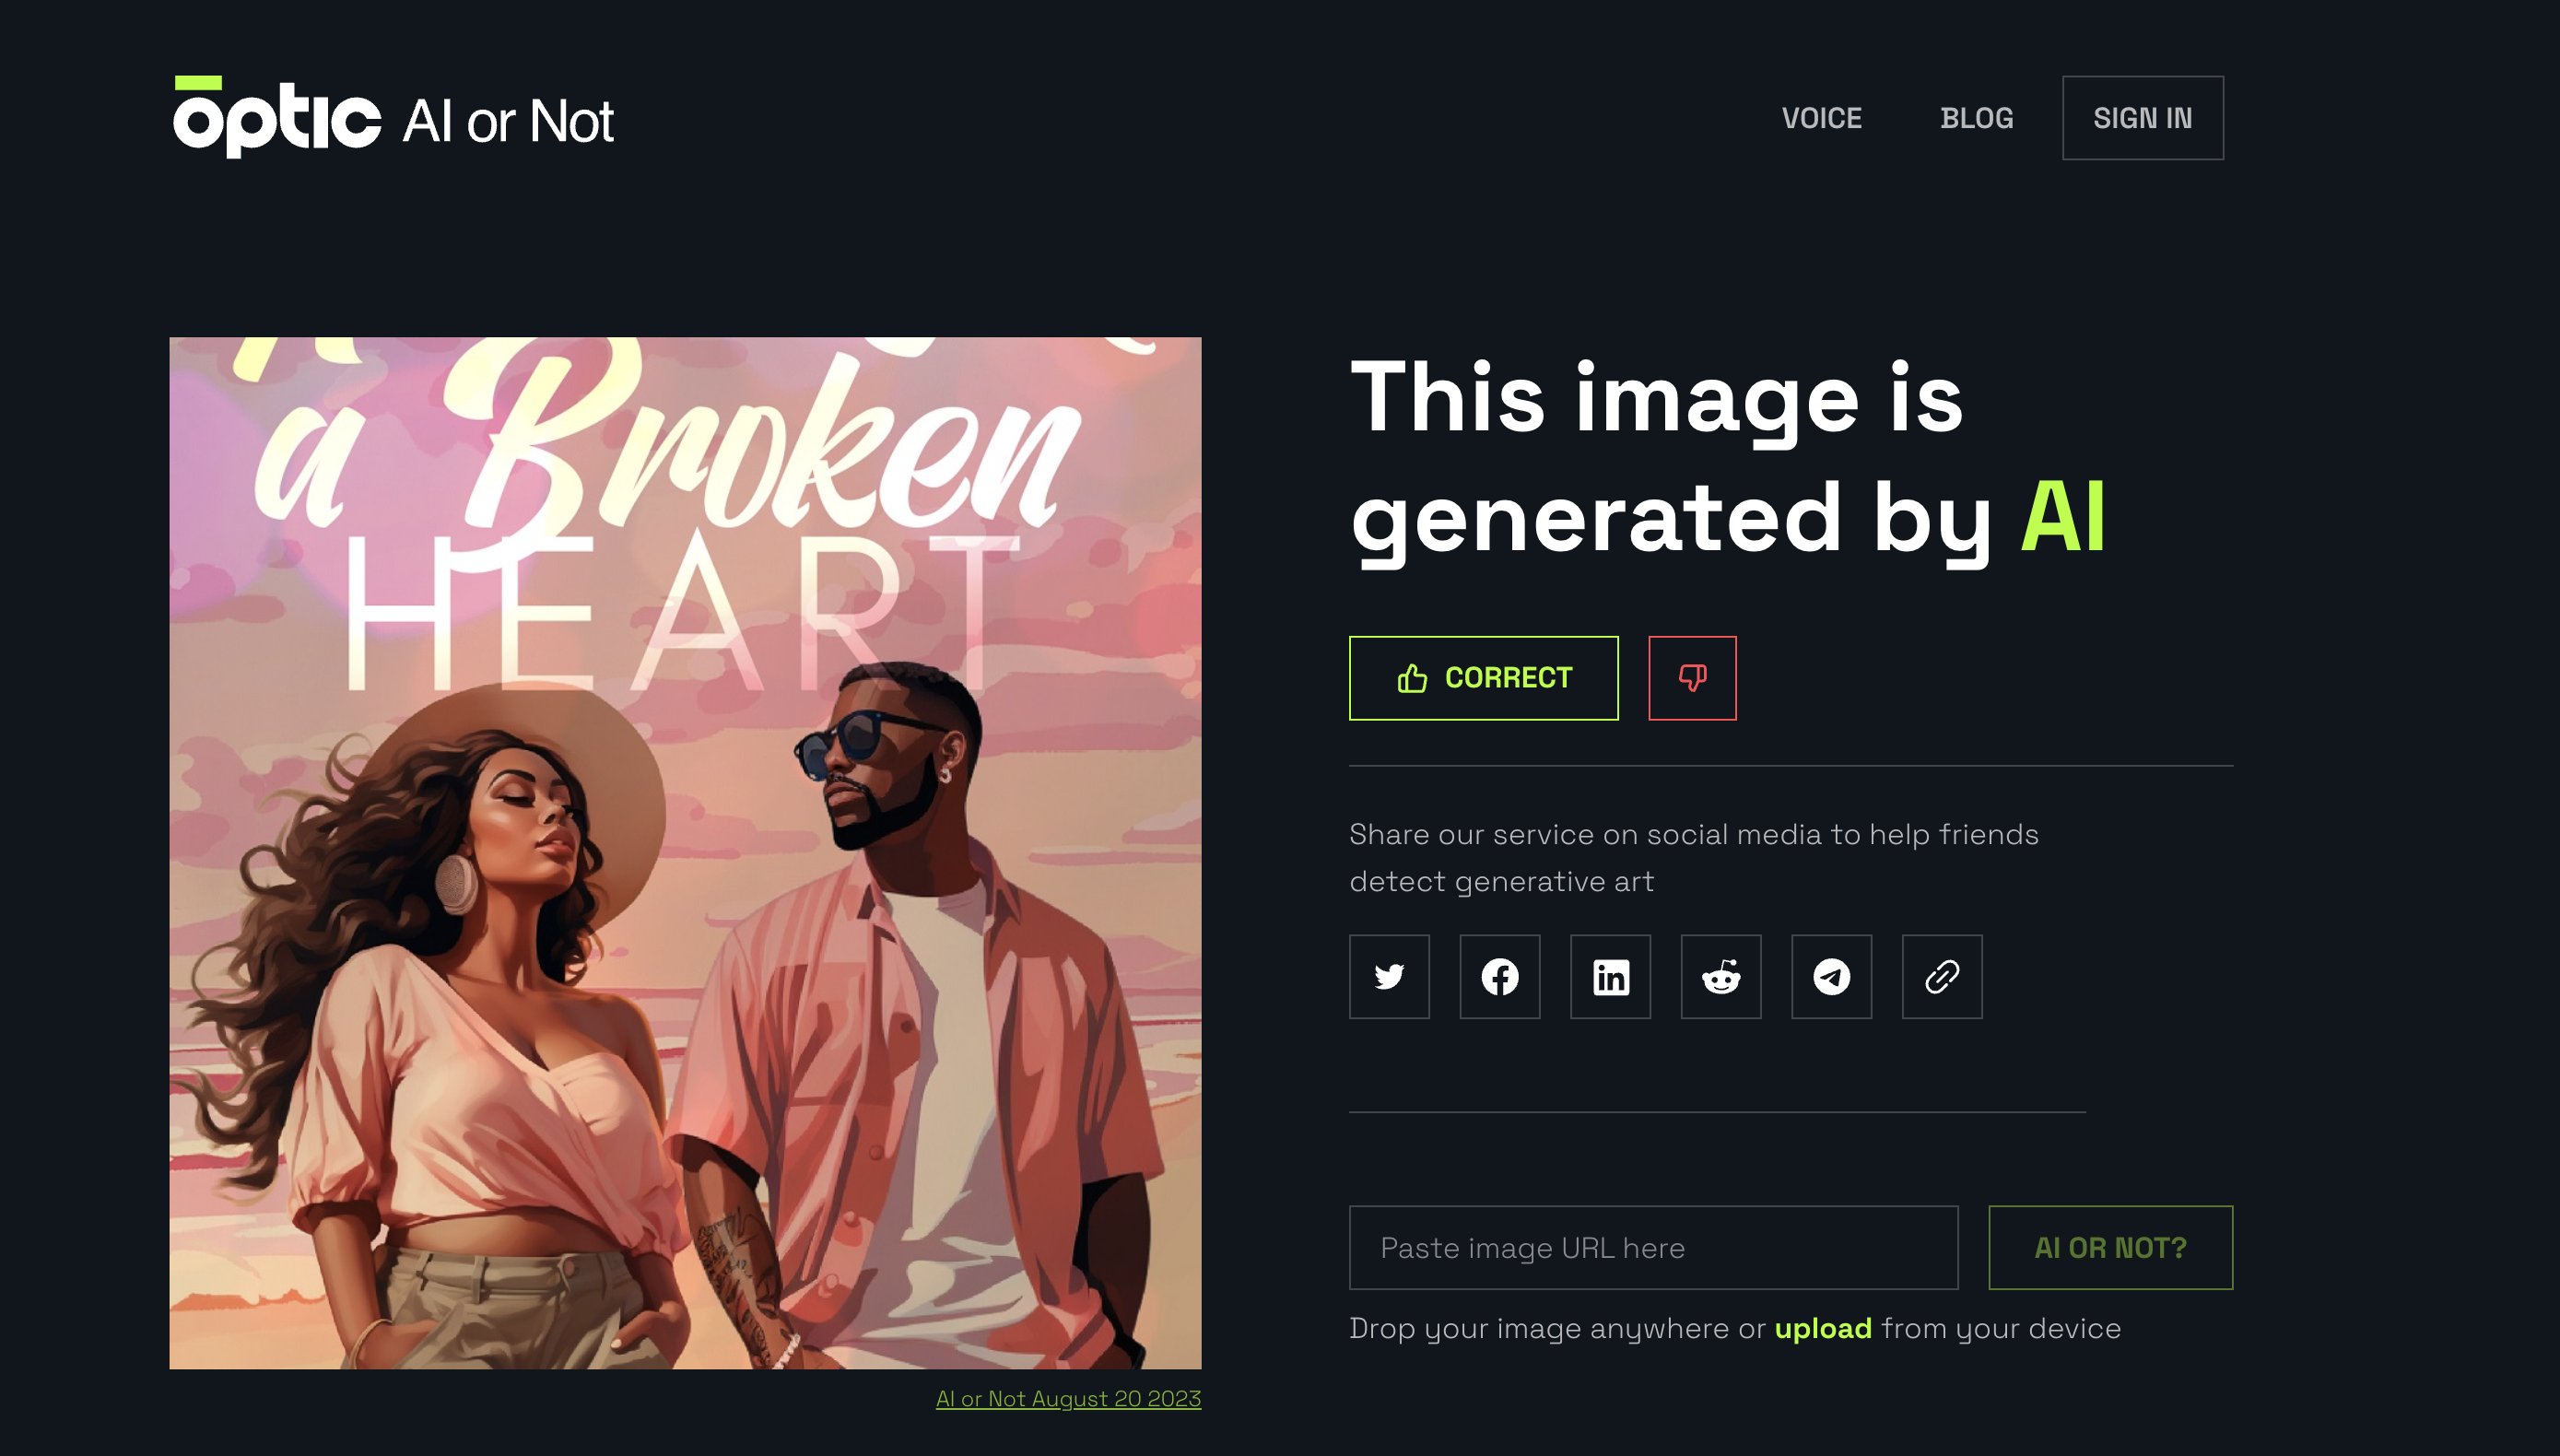 optic AI or Not
VOICE
BLOG
SIGN IN
a Broken
HEART
This image is
generated by AI
CORRECT
Share our service on social media to help friends
detect generative art
Paste image URL here
AI OR NOT?
Drop your image anywhere or upload from your device
AI or Not August 20 2023